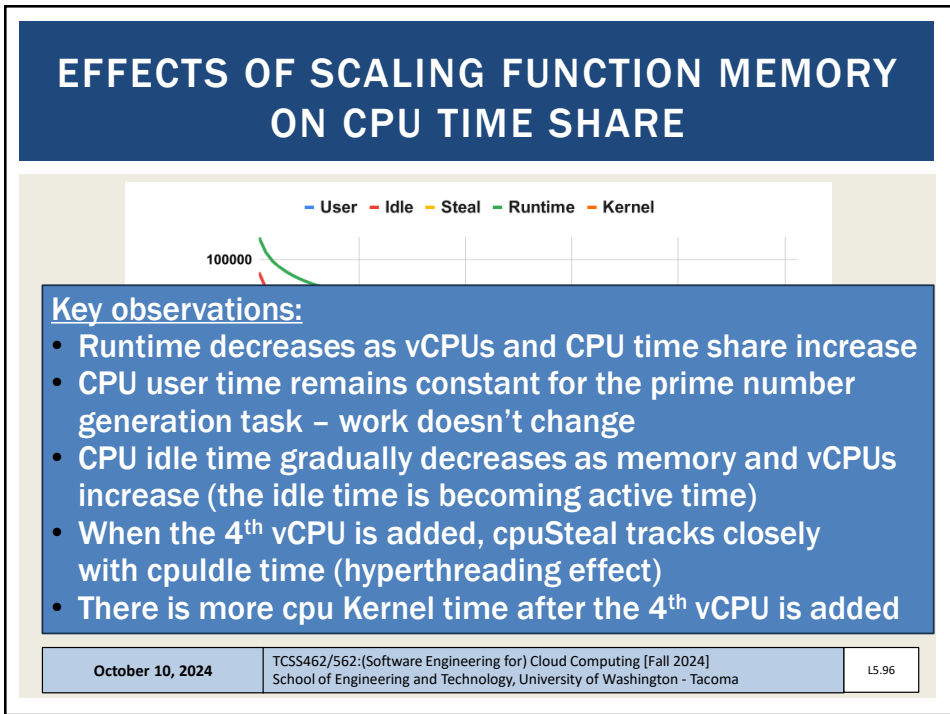 EFFECTS OF SCALING FUNCTION MEMORY
ON CPU TIME SHARE
User Idle Steal Runtime Kernel
100000
Key observations:
• Runtime decreases as vCPUs and CPU time share increase
• CPU user time remains constant for the prime number
generation task – work doesn't change
• CPU idle time gradually decreases as memory and vCPUs
increase (the idle time is becoming active time)
• When the 4th vCPU is added, cpuSteal tracks closely
with cpuIdle time (hyperthreading effect)
• There is more cpu Kernel time after the 4th vCPU is added
October 10, 2024
TCSS462/562:(Software Engineering for) Cloud Computing [Fall 2024]
School of Engineering and Technology, University of Washington - Tacoma
L5.96